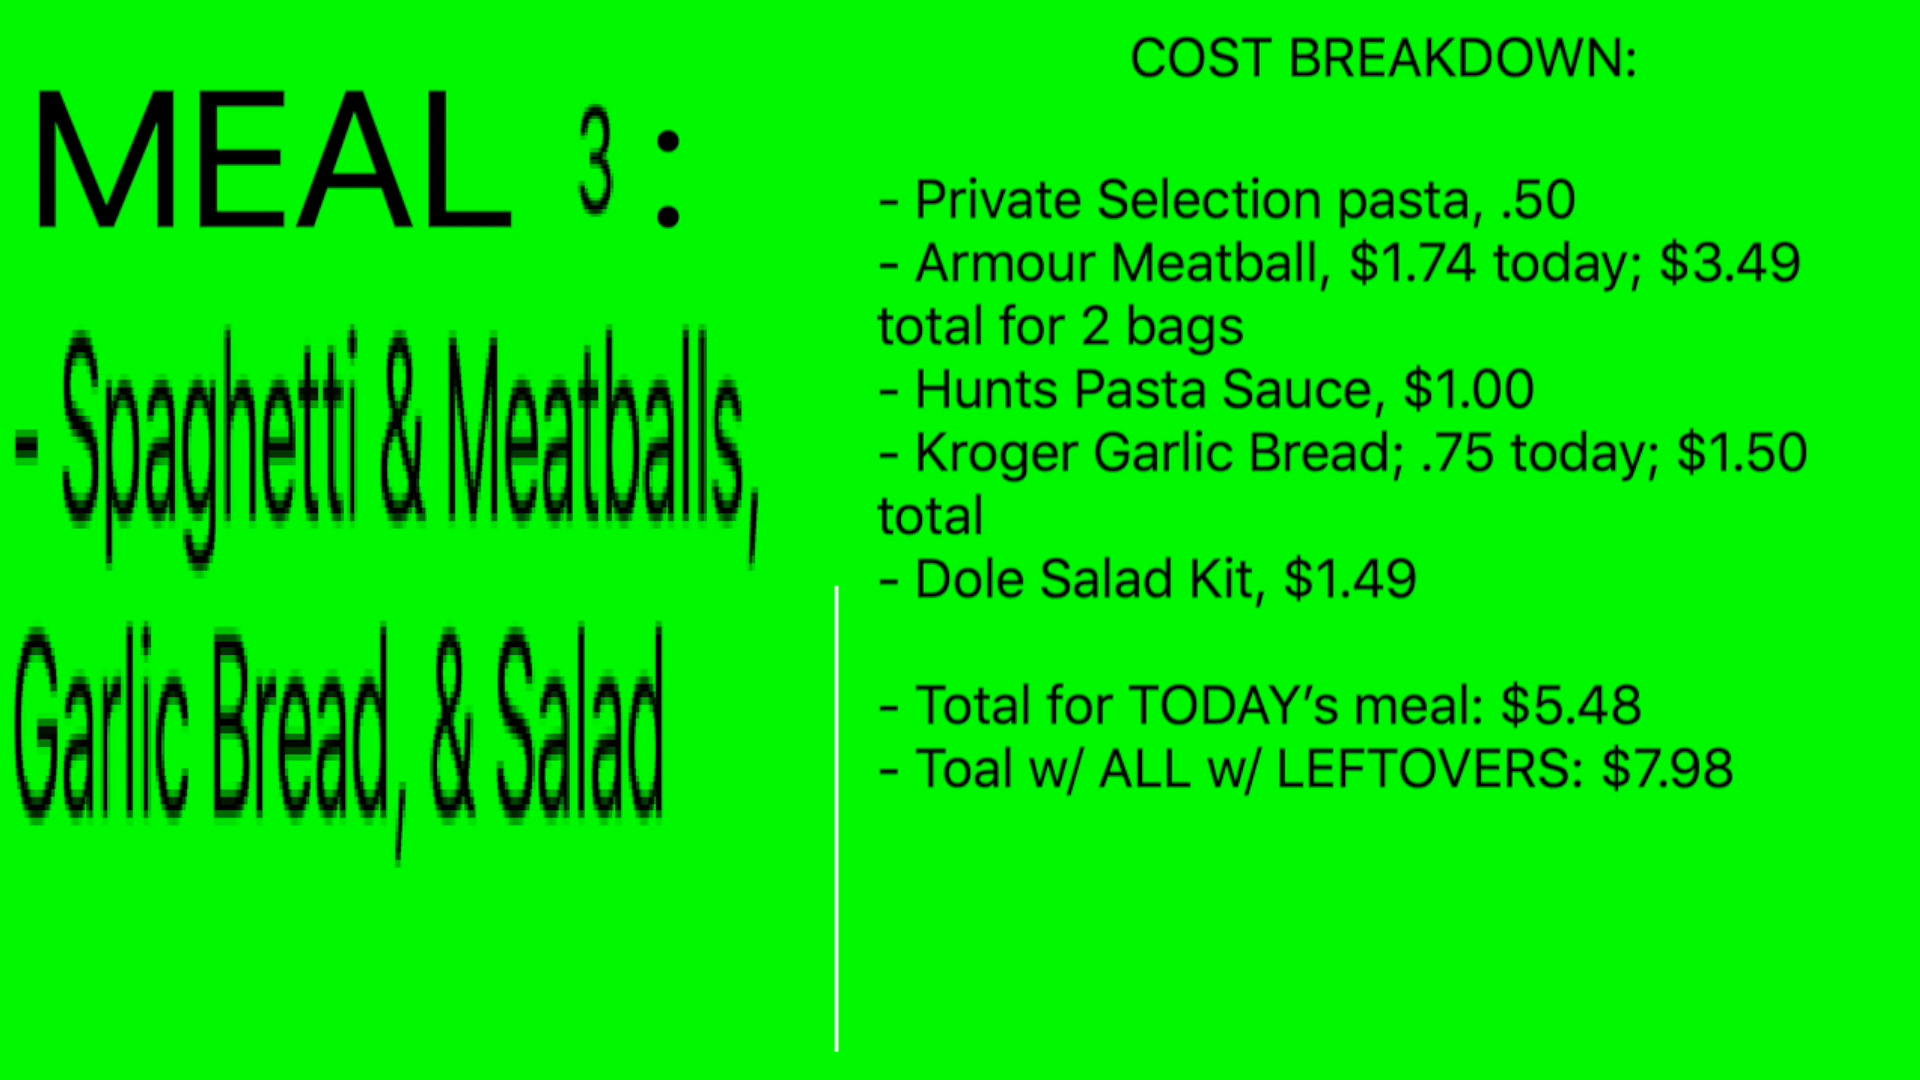 MEAL 3 :
- Spaghetti & Meatballs,
Garlic Bread, & Salad
COST BREAKDOWN:
- Private Selection pasta, .50
- Armour Meatball, $1.74 today; $3.49
total for 2 bags
- Hunts Pasta Sauce, $1.00
- Kroger Garlic Bread; .75 today; $1.50
total
- Dole Salad Kit, $1.49
- Total for TODAY’s meal: $5.48
- Toal w/ ALL w/ LEFTOVERS: $7.98